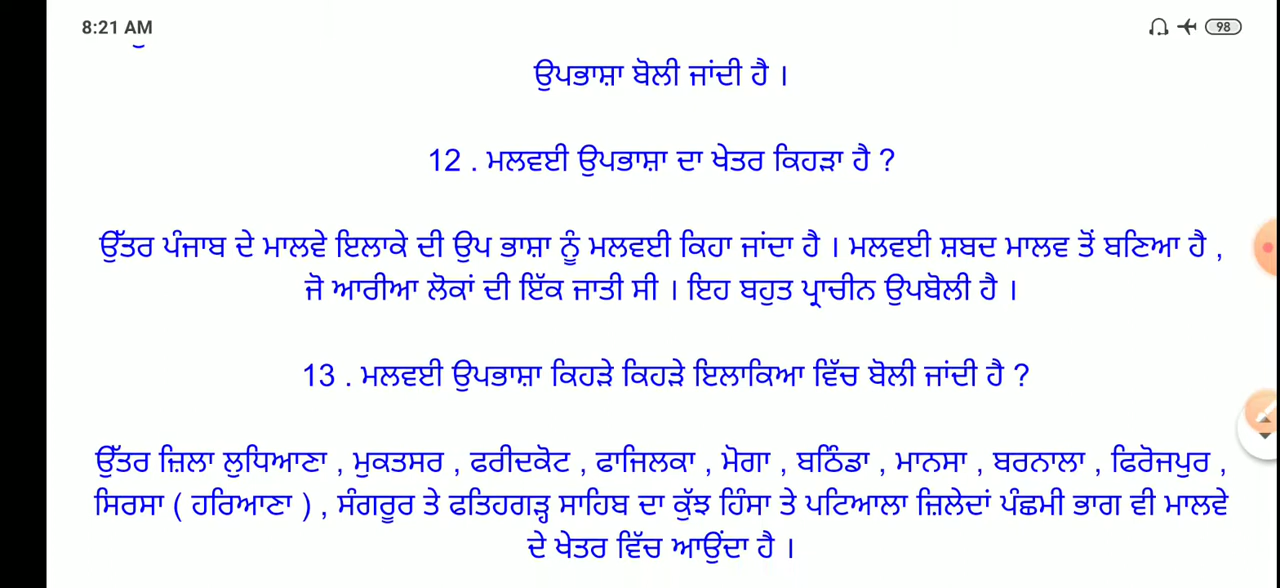 8:21 AM
98
ਉਪਭਾਸ਼ਾ ਬੋਲੀ ਜਾਂਦੀ ਹੈ ।
12 . ਮਲਵਈ ਉਪਭਾਸ਼ਾ ਦਾ ਖੇਤਰ ਕਿਹੜਾ ਹੈ ?
ਉੱਤਰ ਪੰਜਾਬ ਦੇ ਮਾਲਵੇ ਇਲਾਕੇ ਦੀ ਉਪ ਭਾਸ਼ਾ ਨੂੰ ਮਲਵਈ ਕਿਹਾ ਜਾਂਦਾ ਹੈ । ਮਲਵਈ ਸ਼ਬਦ ਮਾਲਵ ਤੋਂ ਬਣਿਆ ਹੈ ,
ਜੋ ਆਰੀਆ ਲੋਕਾਂ ਦੀ ਇੱਕ ਜਾਤੀ ਸੀ । ਇਹ ਬਹੁਤ ਪ੍ਰਾਚੀਨ ਉਪਬੋਲੀ ਹੈ ।
13 . ਮਲਵਈ ਉਪਭਾਸ਼ਾ ਕਿਹੜੇ ਕਿਹੜੇ ਇਲਾਕਿਆ ਵਿੱਚ ਬੋਲੀ ਜਾਂਦੀ ਹੈ ?
ਉੱਤਰ ਜ਼ਿਲਾ ਲੁਧਿਆਣਾ , ਮੁਕਤਸਰ , ਫਰੀਦਕੋਟ , ਫਾਜਿਲਕਾ , ਮੋਗਾ , ਬਠਿੰਡਾ , ਮਾਨਸਾ , ਬਰਨਾਲਾ , ਫਿਰੋਜਪੁਰ ,
ਸਿਰਸਾ ( ਹਰਿਆਣਾ ) , ਸੰਗਰੂਰ ਤੇ ਫਤਿਹਗੜ੍ਹ ਸਾਹਿਬ ਦਾ ਕੁੱਝ ਹਿੰਸਾ ਤੇ ਪਟਿਆਲਾ ਜ਼ਿਲੇਦਾਂ ਪੰਛਮੀ ਭਾਗ ਵੀ ਮਾਲਵੇ
ਦੇ ਖੇਤਰ ਵਿੱਚ ਆਉਂਦਾ ਹੈ ।